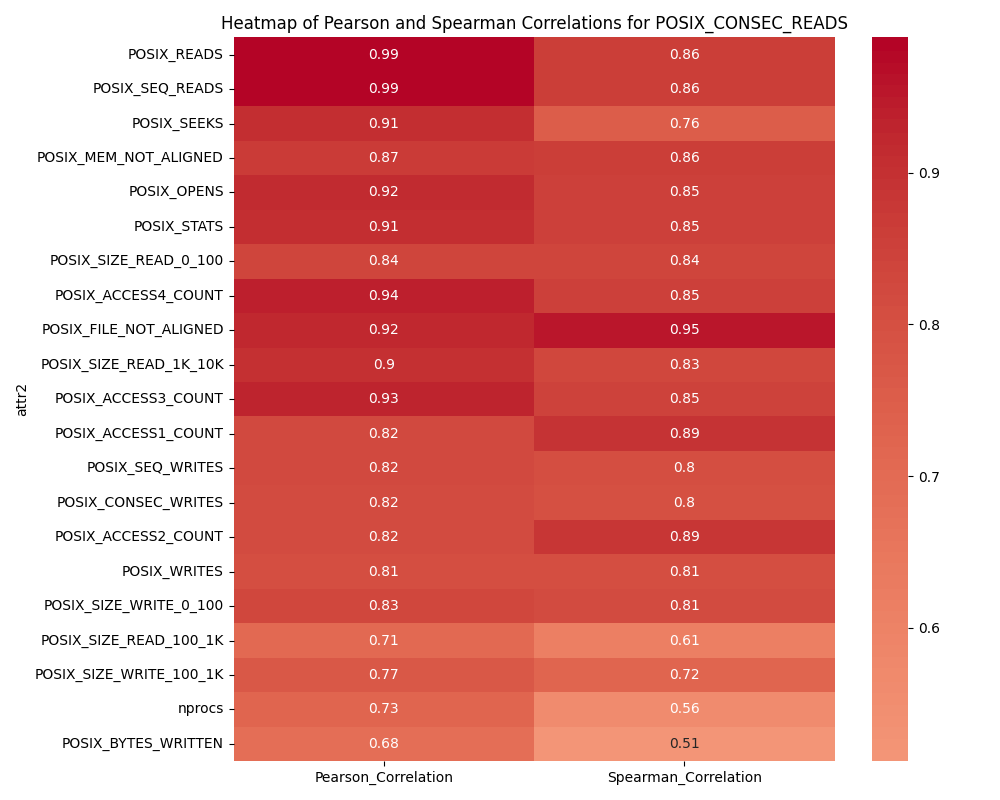 Heatmap of Pearson and Spearman Correlations for POSIX_CONSEC_READS
POSIX_READS 0.99 0.86
POSIX_SEQ_READS 0.99 0.86
POSIX_SEEKS 0.91 0.76
POSIX_MEM_NOT_ALIGNED 0.87 0.86
POSIX_OPENS 0.92 0.85
POSIX_STATS 0.91 0.85
POSIX_SIZE_READ_0_100 0.84 0.84
POSIX_ACCESS4_COUNT 0.94 0.85
POSIX_FILE_NOT_ALIGNED 0.92 0.95
POSIX_SIZE_READ_1K_10K 0.9 0.83
POSIX_ACCESS3_COUNT 0.93 0.85
POSIX_ACCESS1_COUNT 0.82 0.89
POSIX_SEQ_WRITES 0.82 0.8
POSIX_CONSEC_WRITES 0.82 0.8
POSIX_ACCESS2_COUNT 0.82 0.89
POSIX_WRITES 0.81 0.81
POSIX_SIZE_WRITE_0_100 0.83 0.81
POSIX_SIZE_READ_100_1K 0.71 0.61
POSIX_SIZE_WRITE_100_1K 0.77 0.72
nprocs 0.73 0.56
POSIX_BYTES_WRITTEN 0.68 0.51
Pearson_Correlation Spearman_Correlation
attr2
0.9
0.8
0.7
0.6